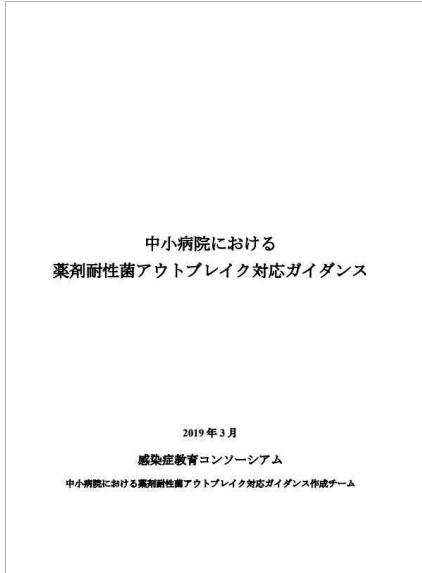 中小病院における
薬剤耐性菌アウトブレイク対応ガイダンス
2019 年 3 月
感染症教育コンソーシアム
中小病院における薬剤耐性菌アウトブレイク対応ガイダンス作成チーム